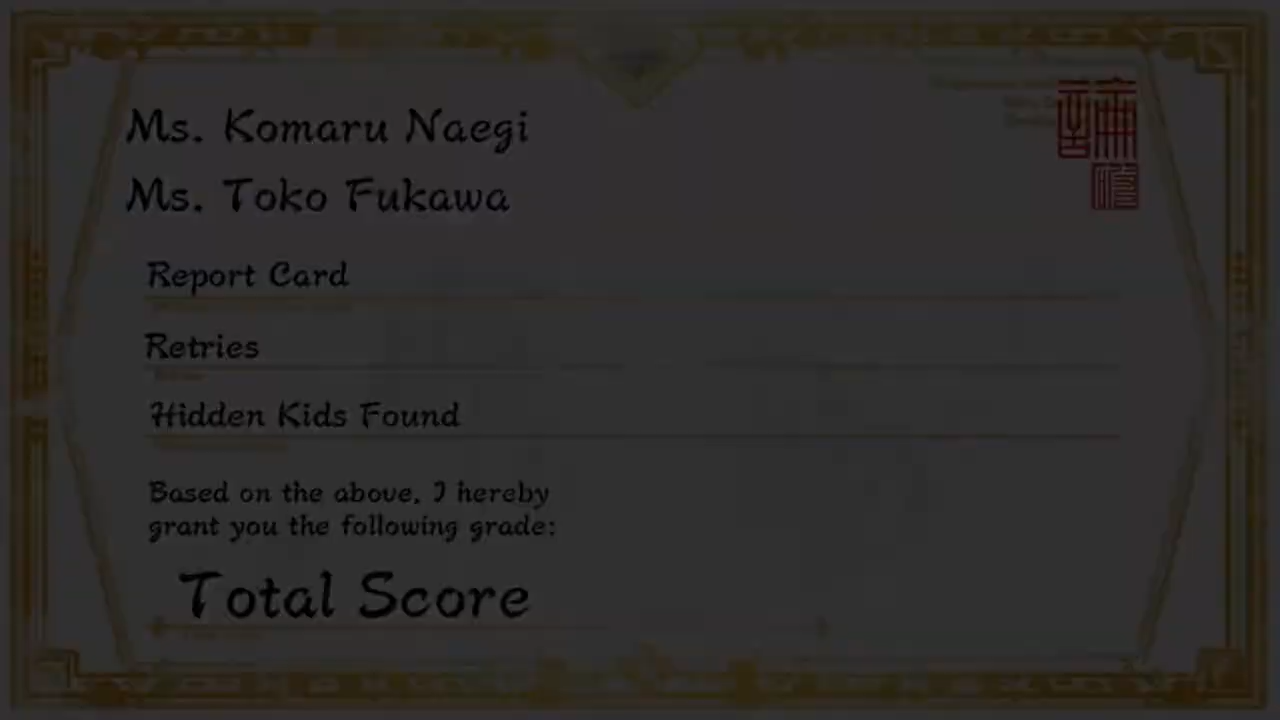 Ms. Komaru Naegi
Ms. Toko Fukawa
Report Card
Retries
Hidden Kids Found
Based on the above, I hereby
grant you the following grade:
Total Score